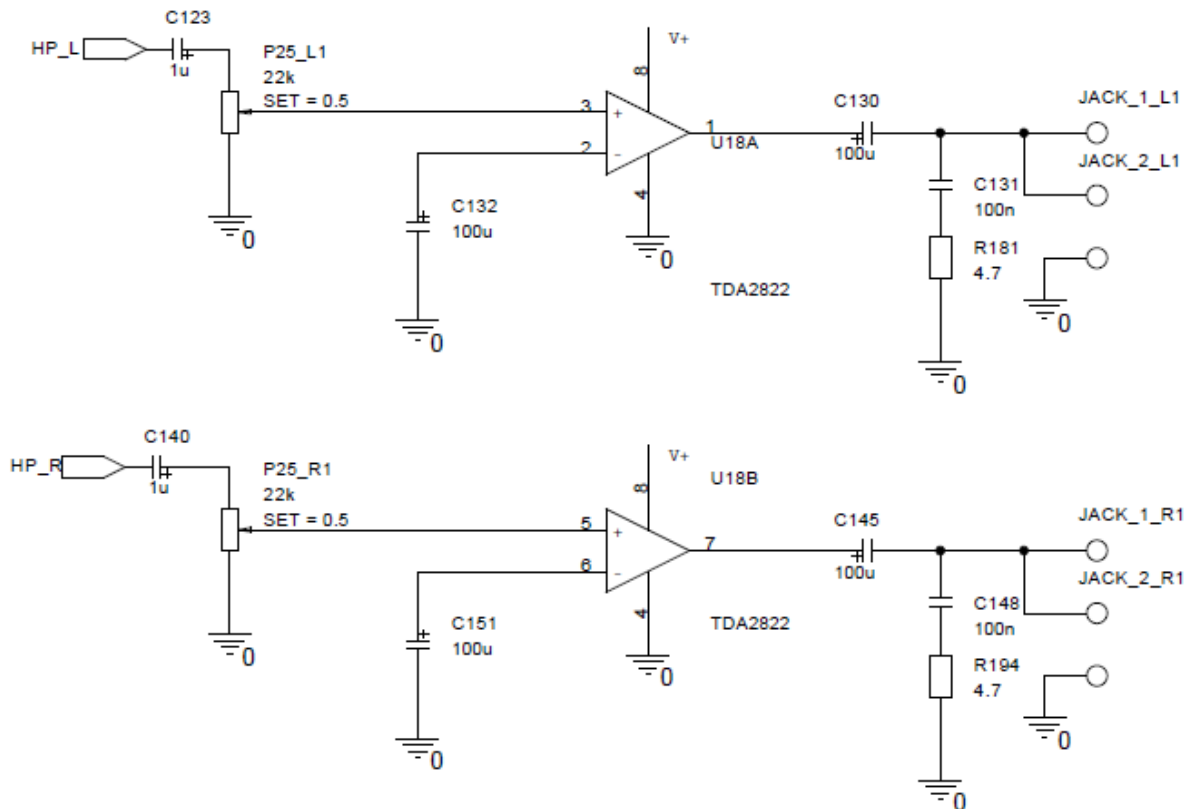 C123
HP_L
1u
P25_L1
22k
SET = 0.5
0
V+
8
3
+
2
-
1
U18A
4
0
C132
100u
0
TDA2822
C130
100u
C131
100n
R181
4.7
0
JACK_1_L1
JACK_2_L1
0
C140
HP_R
1u
P25_R1
22k
SET = 0.5
0
V+
8
U18B
5
+
6
-
7
4
0
C151
100u
0
TDA2822
C145
100u
C148
100n
R194
4.7
0
JACK_1_R1
JACK_2_R1
0